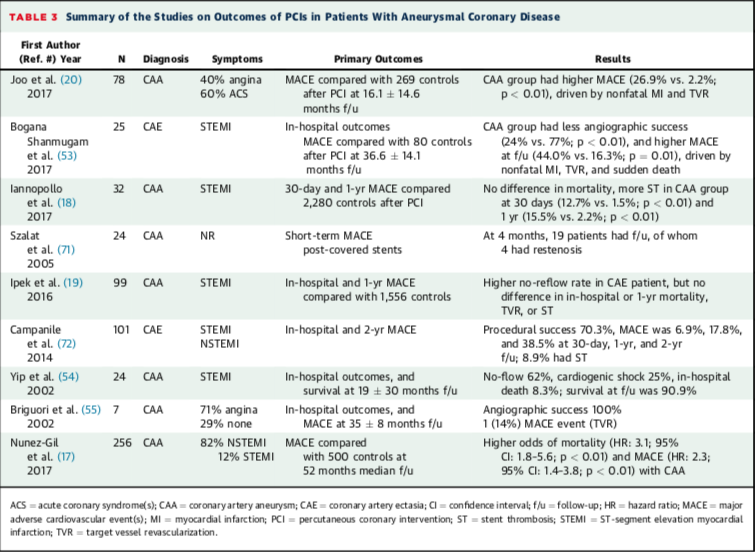 TABLE 3 Summary of the Studies on Outcomes of PCIs in Patients With Aneurysmal Coronary Disease
First Author
(Ref. #) Year N Diagnosis Symptoms Primary Outcomes Results
Joo et al. (20) 78 CAA 40% angina MACE compared with 269 controls CAA group had higher MACE (26.9% vs. 2.2%;
2017 60% ACS after PCI at 16.1 ± 14.6 p < 0.01), driven by nonfatal MI and TVR
months f/u
Bogana 25 CAE STEMI In-hospital outcomes CAA group had less angiographic success
Shanmugam MACE compared with 80 controls (24% vs. 77%; p < 0.01), and higher MACE
et al. (53) after PCI at 36.6 ± 14.1 at f/u (44.0% vs. 16.3%; p = 0.01), driven by
2017 months f/u nonfatal MI, TVR, and sudden death
Iannopollo 32 CAA STEMI 30-day and 1-yr MACE compared No difference in mortality, more ST in CAA group
et al. (18) 2,280 controls after PCI at 30 days (12.7% vs. 1.5%; p < 0.01) and
2017 1 yr (15.5% vs. 2.2%; p < 0.01)
Szalat 24 CAA NR Short-term MACE At 4 months, 19 patients had f/u, of whom
et al. (71) post-covered stents 4 had restenosis
2005
Ipek et al. (19) 99 CAA STEMI In-hospital and 1-yr MACE Higher no-reflow rate in CAE patient, but no
2016 compared with 1,556 controls difference in in-hospital or 1-yr mortality,
TVR, or ST
Campanile 101 CAE STEMI In-hospital and 2-yr MACE Procedural success 70.3%, MACE was 6.9%, 17.8%,
et al. (72) NSTEMI and 38.5% at 30-day, 1-yr, and 2-yr
2014 f/u; 8.9% had ST
Yip et al. (54) 24 CAA STEMI In-hospital outcomes, and No-flow 62%, cardiogenic shock 25%, in-hospital
2002 survival at 19 ± 30 months f/u death 8.3%; survival at f/u was 90.9%
Briguori et al. (55) 7 CAA 71% angina In-hospital outcomes, and Angiographic success 100%
2002 29% none MACE at 35 ± 8 months f/u 1 (14%) MACE event (TVR)
Nunez-Gil 256 CAA 82% NSTEMI MACE compared Higher odds of mortality (HR: 3.1; 95%
et al. (17) 12% STEMI with 500 controls at CI: 1.8-5.6; p < 0.01) and MACE (HR: 2.3;
2017 52 months median f/u 95% CI: 1.4-3.8; p < 0.01) with CAA
ACS = acute coronary syndrome(s); CAA = coronary artery aneurysm; CAE = coronary artery ectasia; CI = confidence interval; f/u = follow-up; HR = hazard ratio; MACE = major
adverse cardiovascular event(s); MI = myocardial infarction; PCI = percutaneous coronary intervention; ST = stent thrombosis; STEMI = ST-segment elevation myocardial
infarction; TVR = target vessel revascularization.